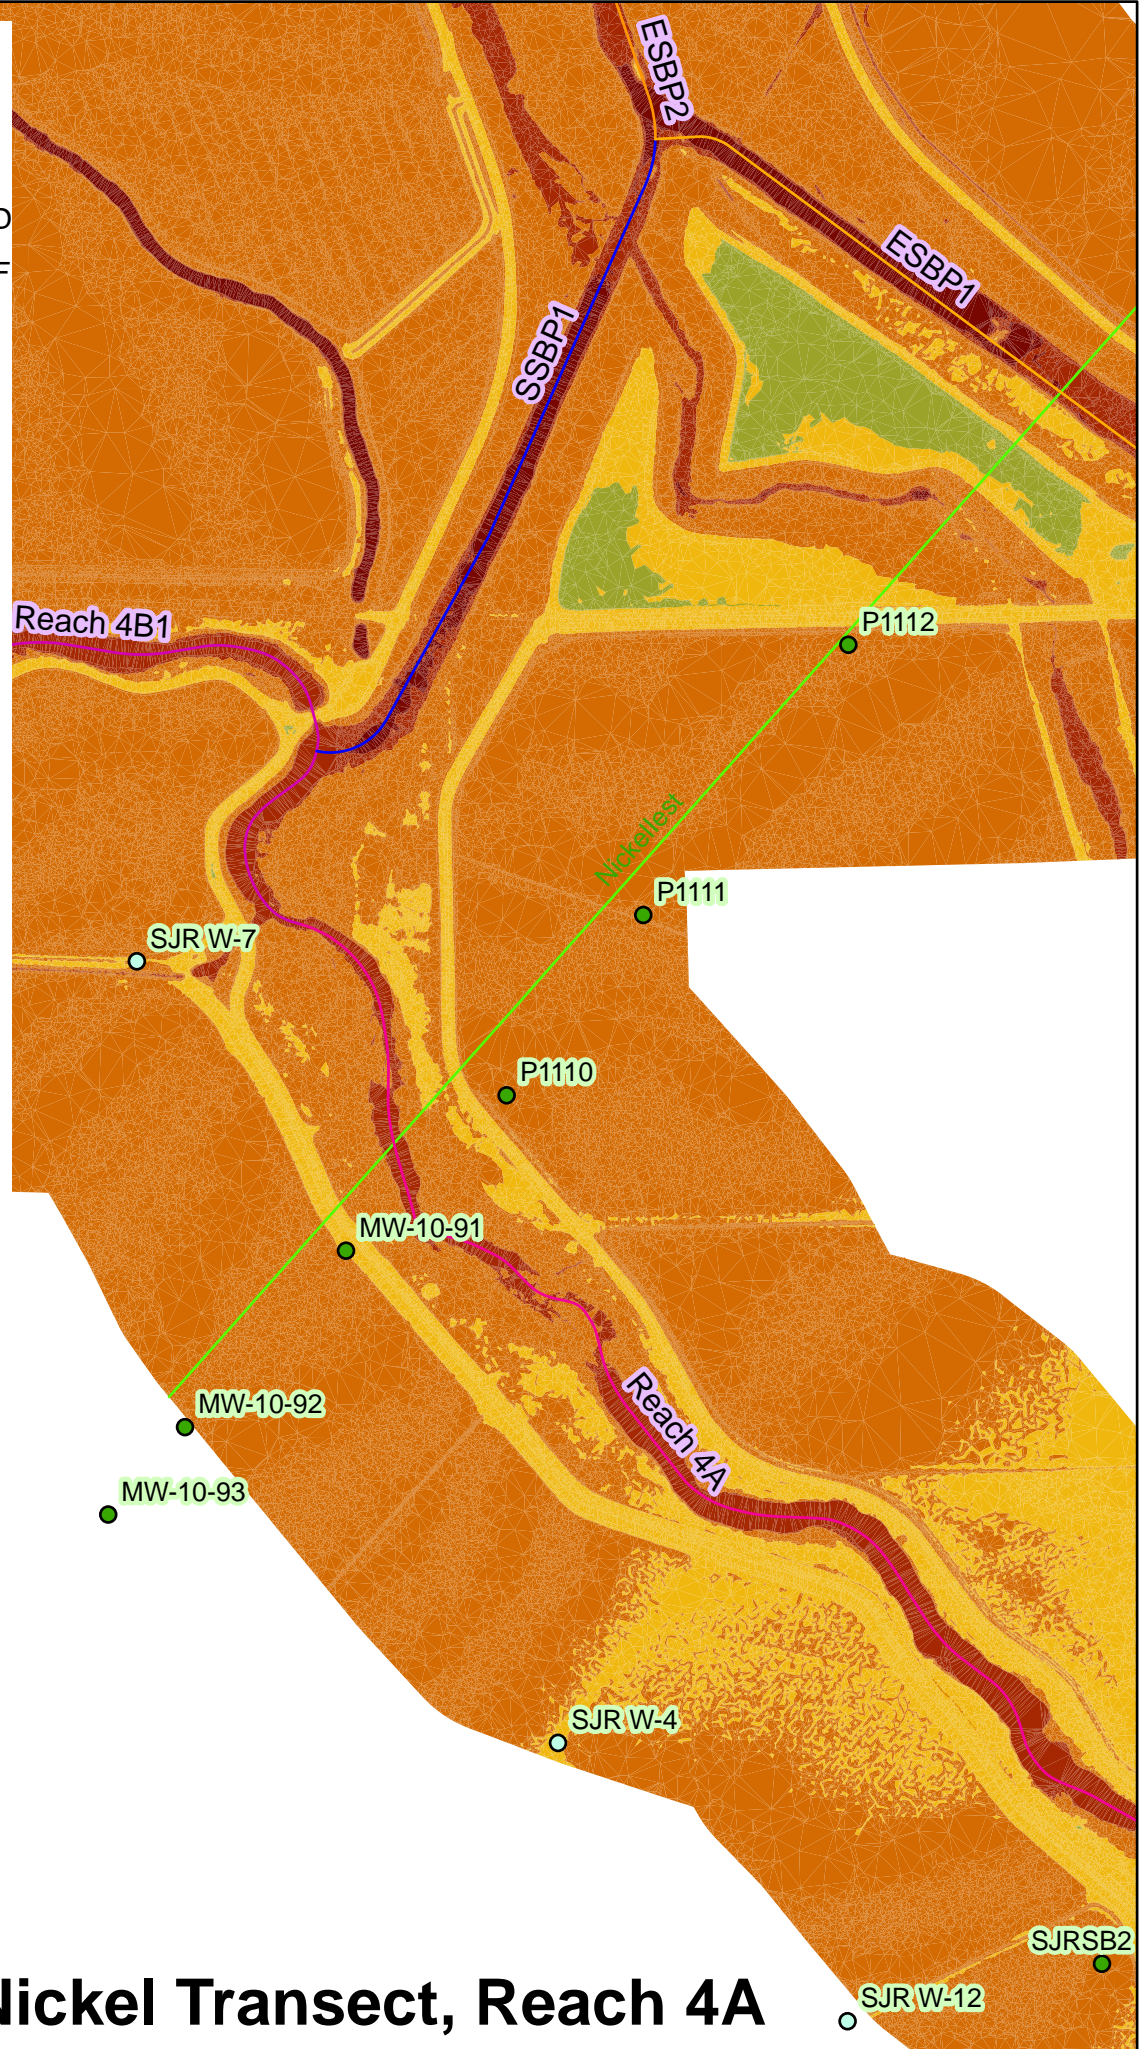 ESBP2
ESBP1
SSBP1
Reach 4B1
P1112
Nickellest
P1111
SJR W-7
P1110
MW-10-91
MW-10-92
Reach 4A
MW-10-93
SJR W-4
SJRSB2
Nickel Transect, Reach 4A
SJR W-12